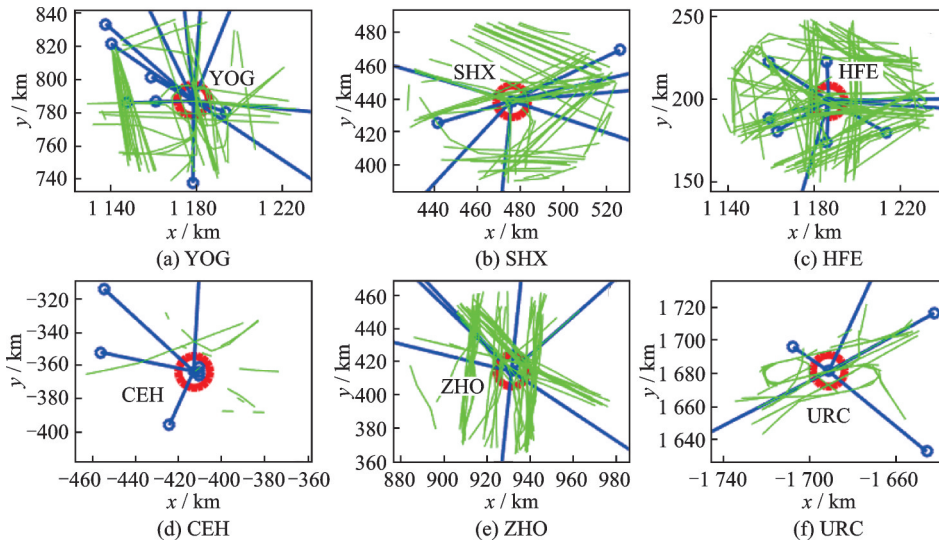 840
820
800
780
760
740
y / km
YOG
1 140
1 180
1 220
x / km
(a) YOG
480
460
440
420
400
y / km
SHX
440
460
480
500
520
x / km
(b) SHX
250
200
150
y / km
HFE
1 140
1 160
1 180
1 200
1 220
x / km
(c) HFE
−320
−340
−360
−380
−400
y / km
CEH
−460
−440
−420
−400
−380
−360
x / km
(d) CEH
460
440
420
400
380
360
y / km
ZHO
880
900
920
940
960
980
x / km
(e) ZHO
1 720
1 700
1 680
1 660
1 640
y / km
URC
−1 740
−1 700
−1 660
x / km
(f) URC